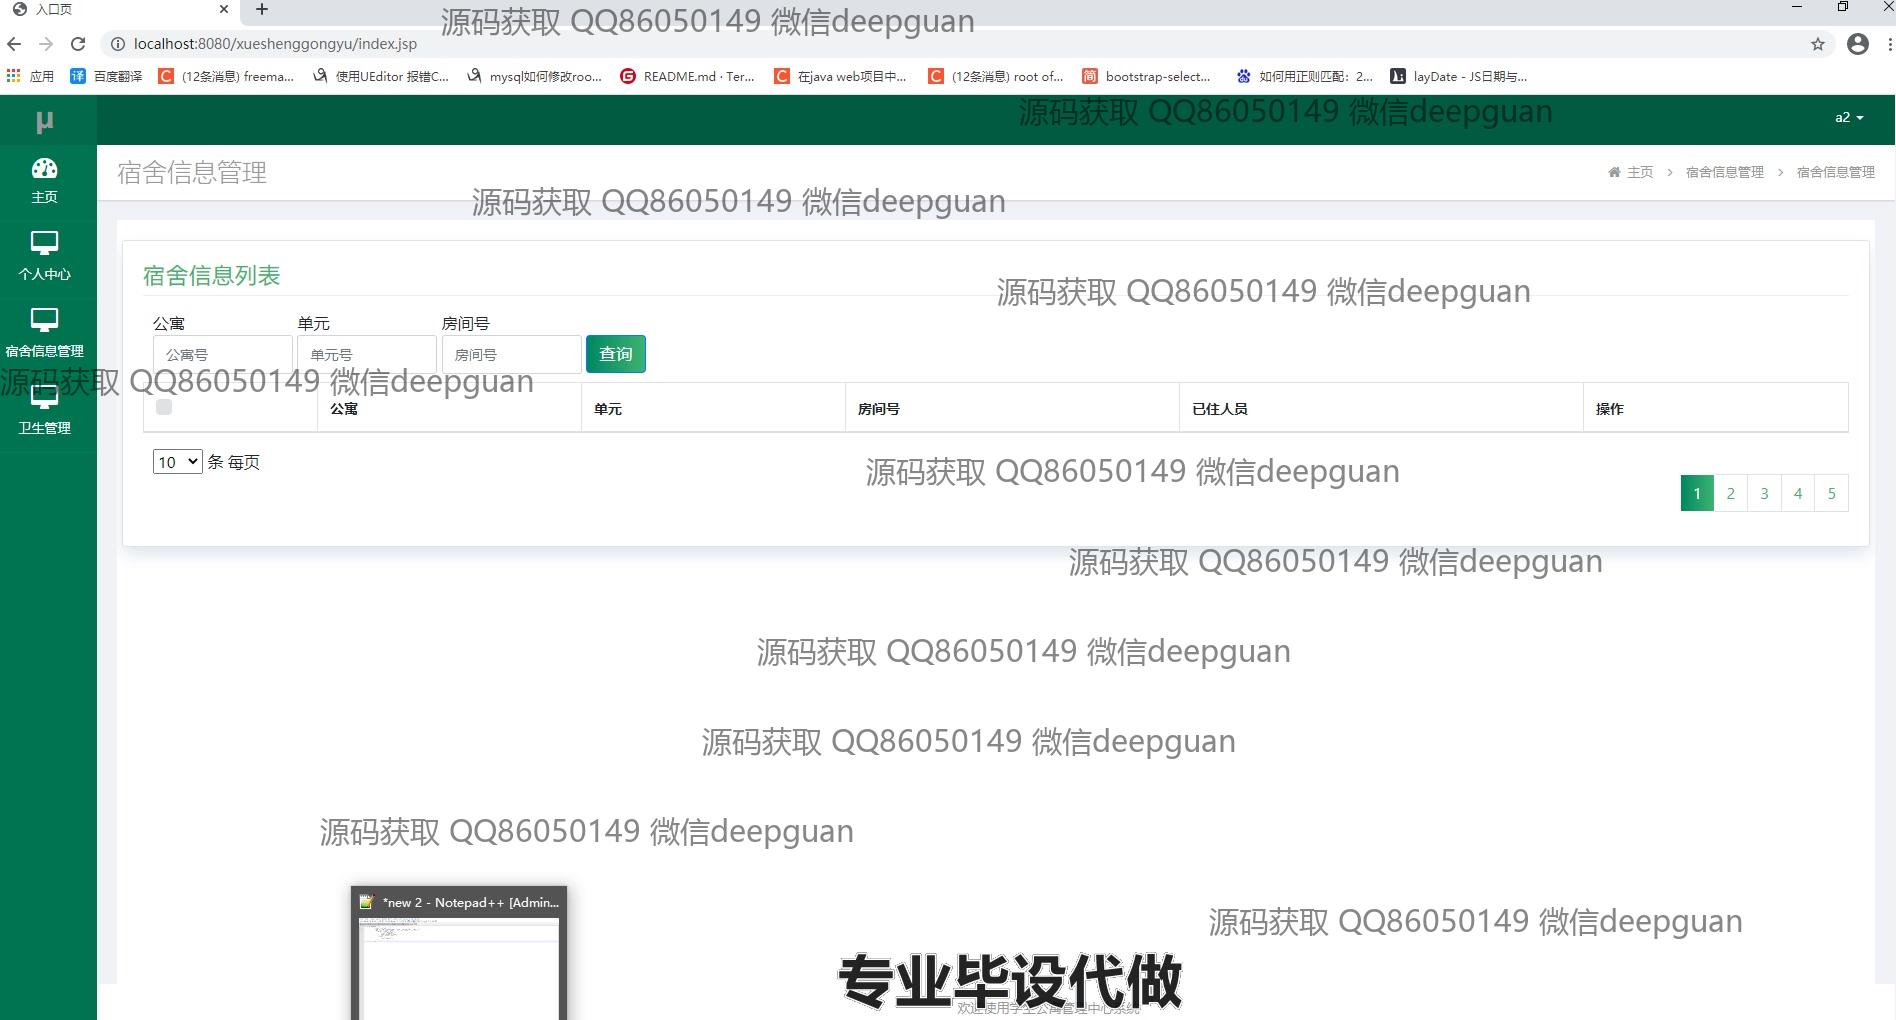 入口页
源码获取 QQ86050149 微信deepguan
localhost:8080/xueshenggongyu/index.jsp
应用 百度翻译 (12条消息) freema... 使用UEditor 报错C... mysql如何修改roo... README.md · Ter... 在java web项目中... (12条消息) root of... bootstrap-select... 如何用正则匹配：2... layDate - JS日期与...
源码获取 QQ86050149 微信deepguan
μ
a2
宿舍信息管理
主页 > 宿舍信息管理 > 宿舍信息管理
主页
源码获取 QQ86050149 微信deepguan
个人中心
宿舍信息列表
源码获取 QQ86050149 微信deepguan
公寓 单元 房间号
宿舍信息管理
公寓号 单元号 房间号 查询
源码获取 QQ86050149 微信deepguan
公寓 单元 房间号 已住人员 操作
卫生管理
10 条 每页
源码获取 QQ86050149 微信deepguan
1 2 3 4 5
源码获取 QQ86050149 微信deepguan
源码获取 QQ86050149 微信deepguan
源码获取 QQ86050149 微信deepguan
源码获取 QQ86050149 微信deepguan
*new 2 - Notepad++ [Admin...
源码获取 QQ86050149 微信deepguan
专业毕设代做
欢迎使用学生公寓管理中心系统